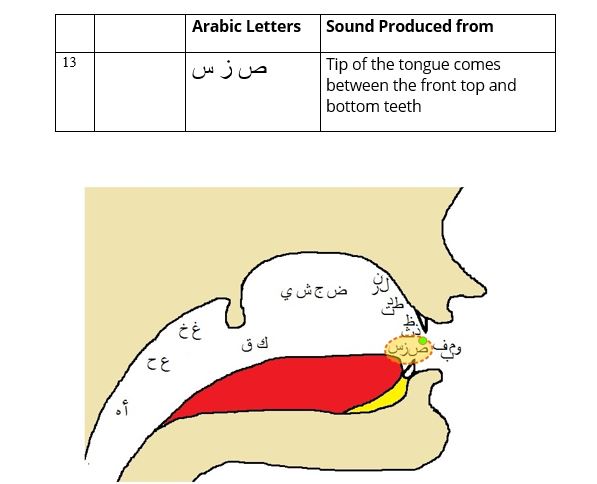 Arabic Letters
Sound Produced from
13
ص ز س
Tip of the tongue comes
between the front top and
bottom teeth
ض ج ش ي
ن
ل ر
ط د
ت
ظ
ذ ث
غ خ
ك ق
ص ز س
و م ف
ب
ع ح
أ ه